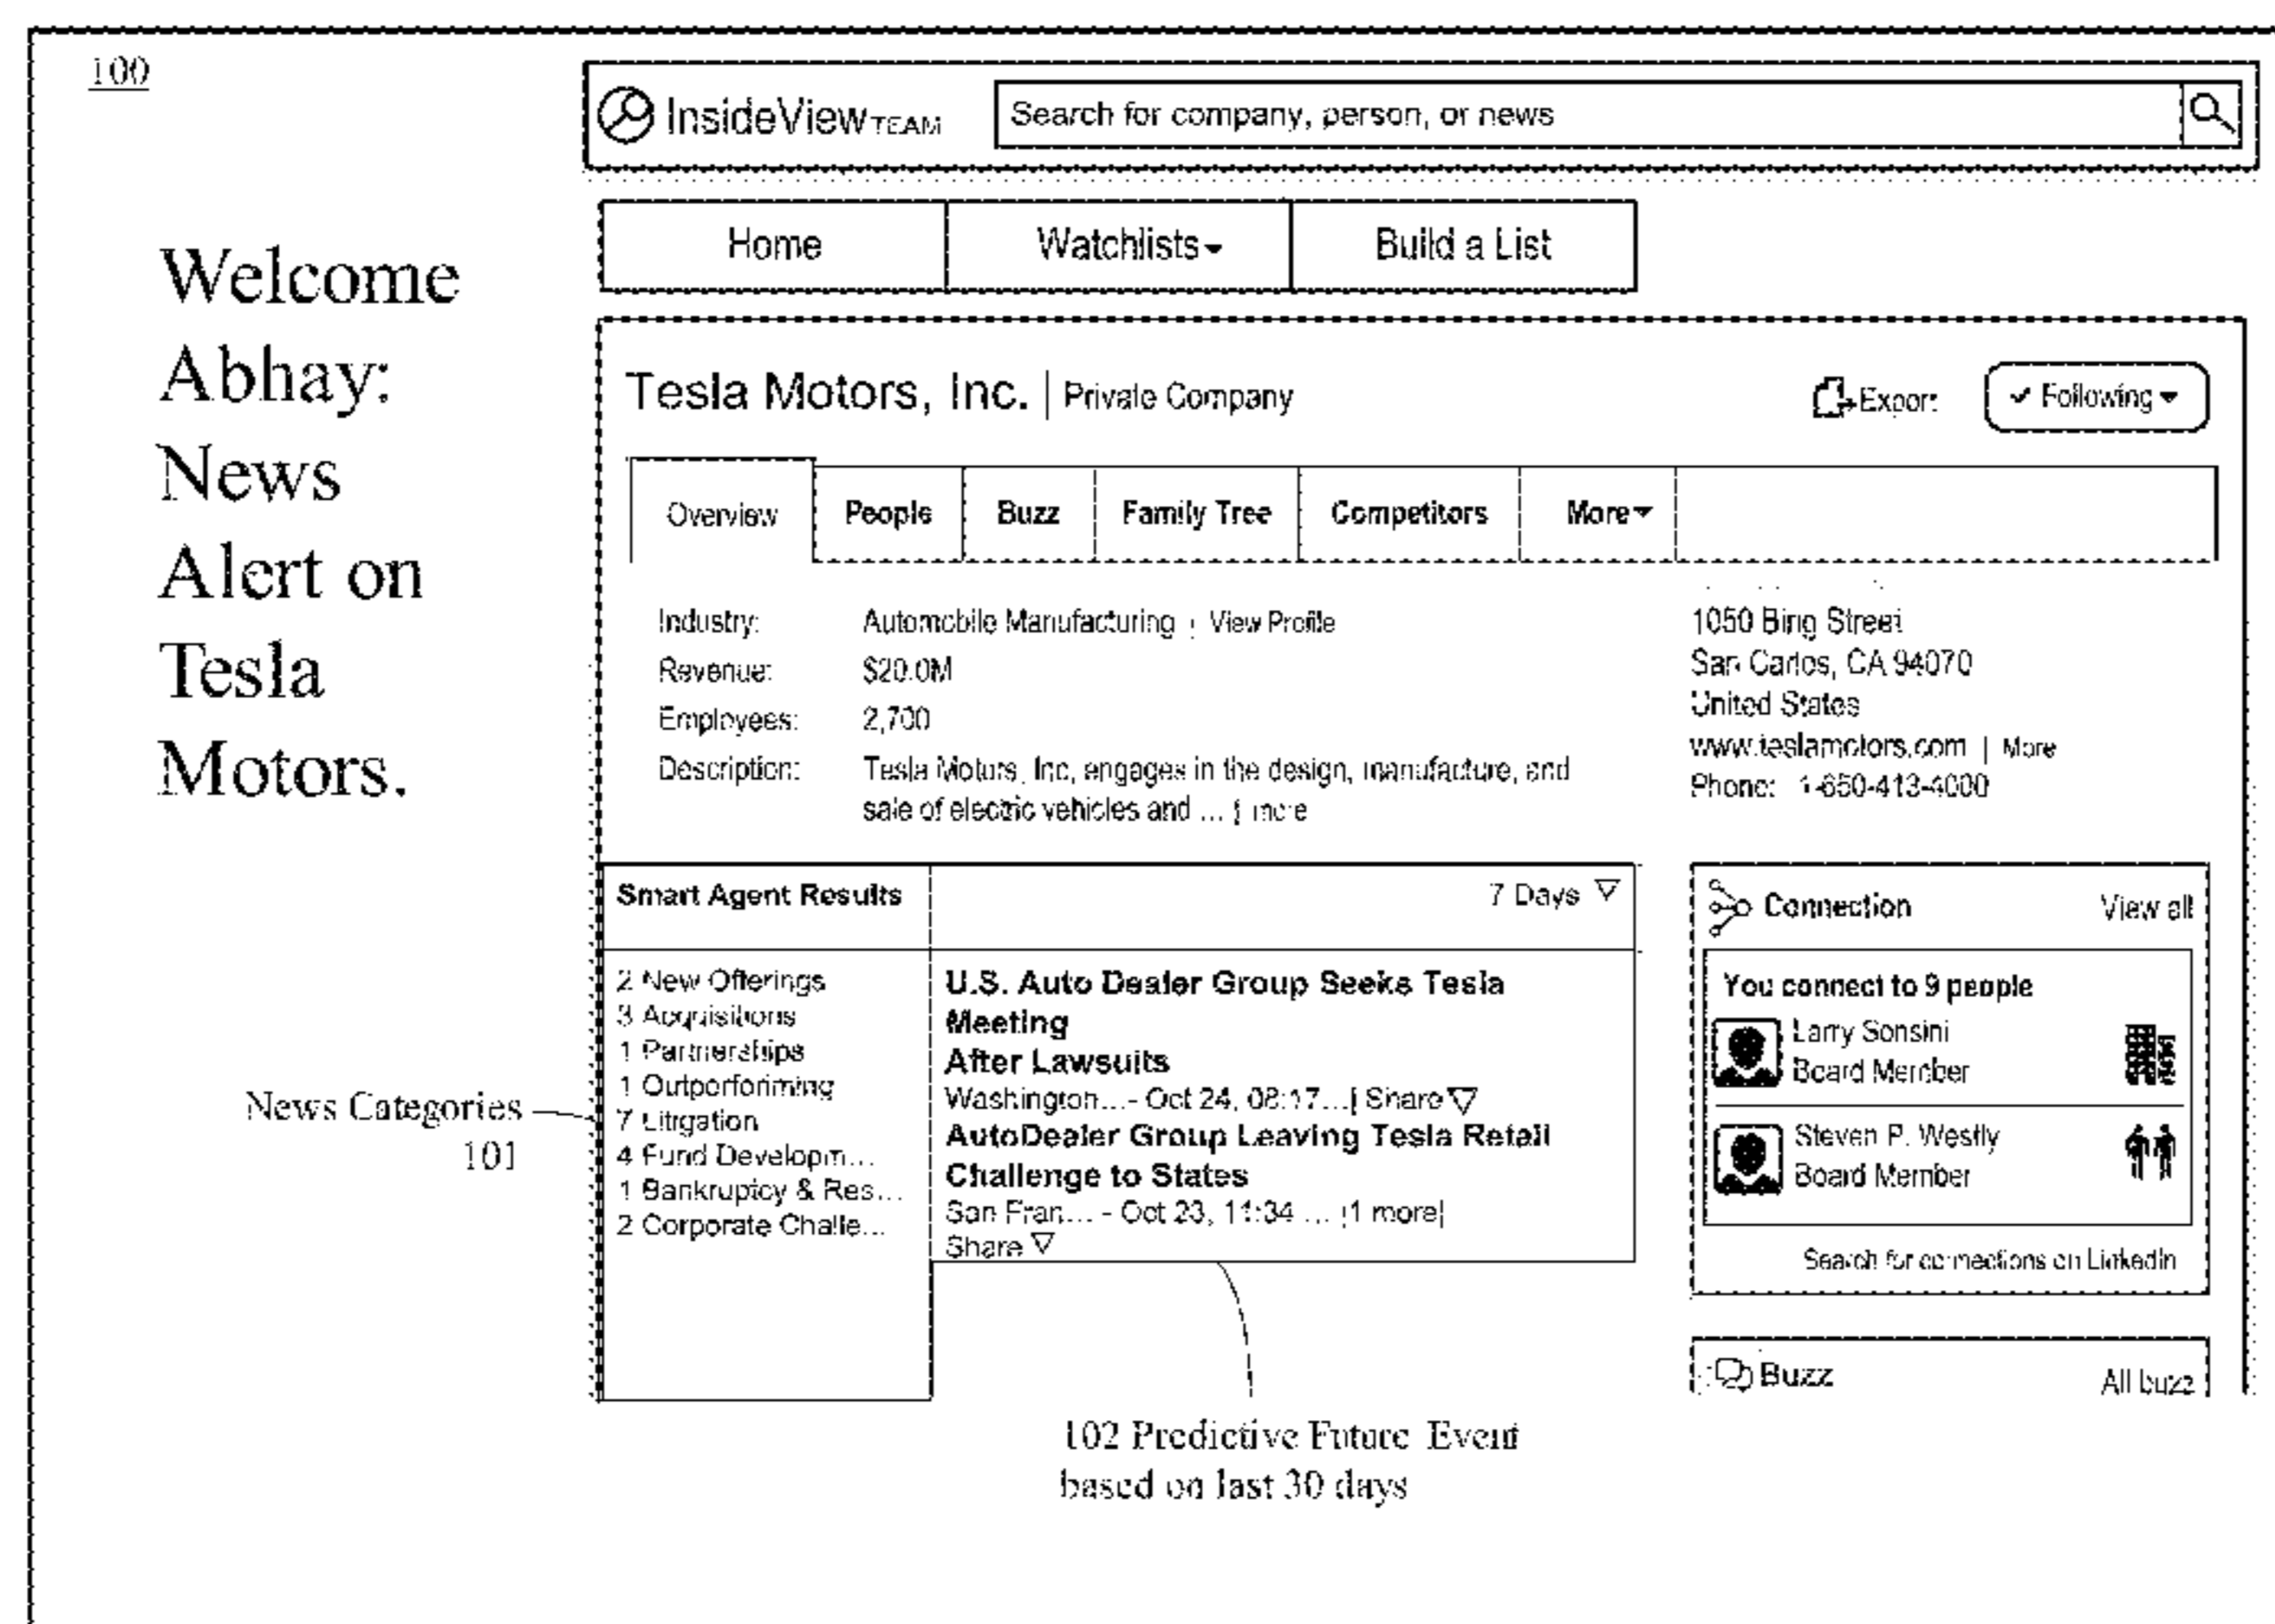 100
InsideView TEAM
Search for company, person, or news
Home
Watchlists
Build a List
Welcome
Abhay:
News
Alert on
Tesla
Motors.
Tesla Motors, Inc. | Private Company
Export
Following
Overview
People
Buzz
Family Tree
Competitors
More
Industry: Automobile Manufacturing | View Profile
Revenue: $20.0M
Employees: 2,700
Description: Tesla Motors, Inc, engages in the design, manufacture, and
sale of electric vehicles and ... | more
1050 Bing Street
San Carlos, CA 94070
United States
www.teslamotors.com | More
Phone: 1-650-413-4000
Smart Agent Results
7 Days
2 New Offerings
3 Acquisitions
1 Partnerships
1 Outperforiming
7 Litigation
4 Fund Developm...
1 Bankruptcy & Res...
2 Corporate Challe...
U.S. Auto Dealer Group Seeks Tesla
Meeting
After Lawsuits
Washington...- Oct 24, 08:17...| Share
AutoDealer Group Leaving Tesla Retail
Challenge to States
San Fran... - Oct 23, 11:34 ... |1 more|
Share
Connection
View all
You connect to 9 people
Larry Sonsini
Board Member
Steven P. Westly
Board Member
Search for connections on LinkedIn
Buzz
All buzz
News Categories
101
102 Predictive Future Event
based on last 30 days